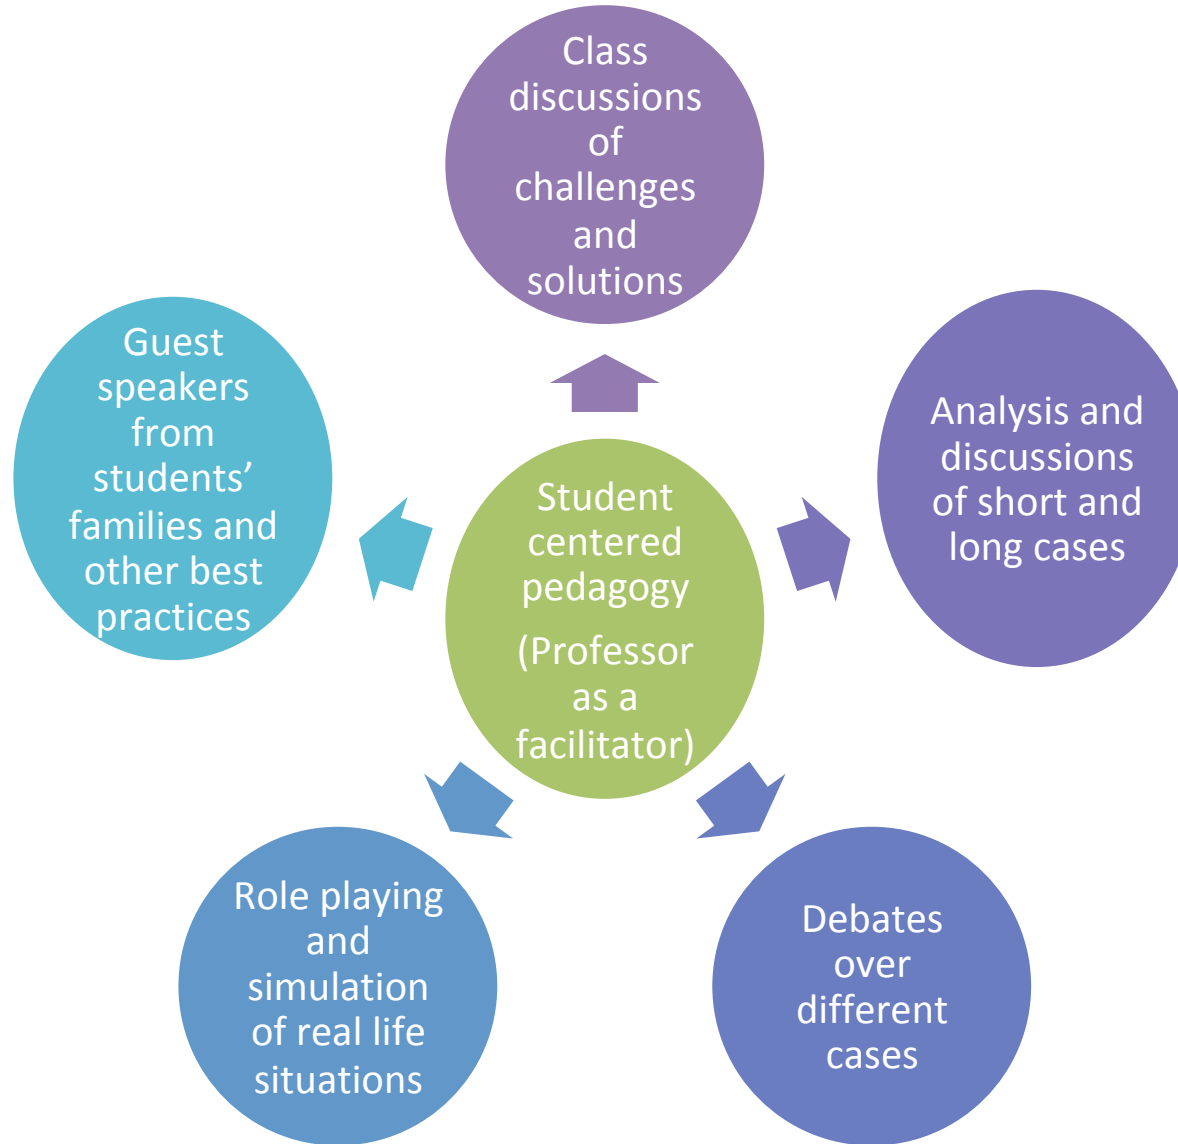 Class
discussions
of
challenges
and
solutions
Analysis and
discussions
of short and
long cases
Debates
over
different
cases
Role playing
and
simulation
of real life
situations
Guest
speakers
from
students’
families and
other best
practices
Student
centered
pedagogy
(Professor
as a
facilitator)